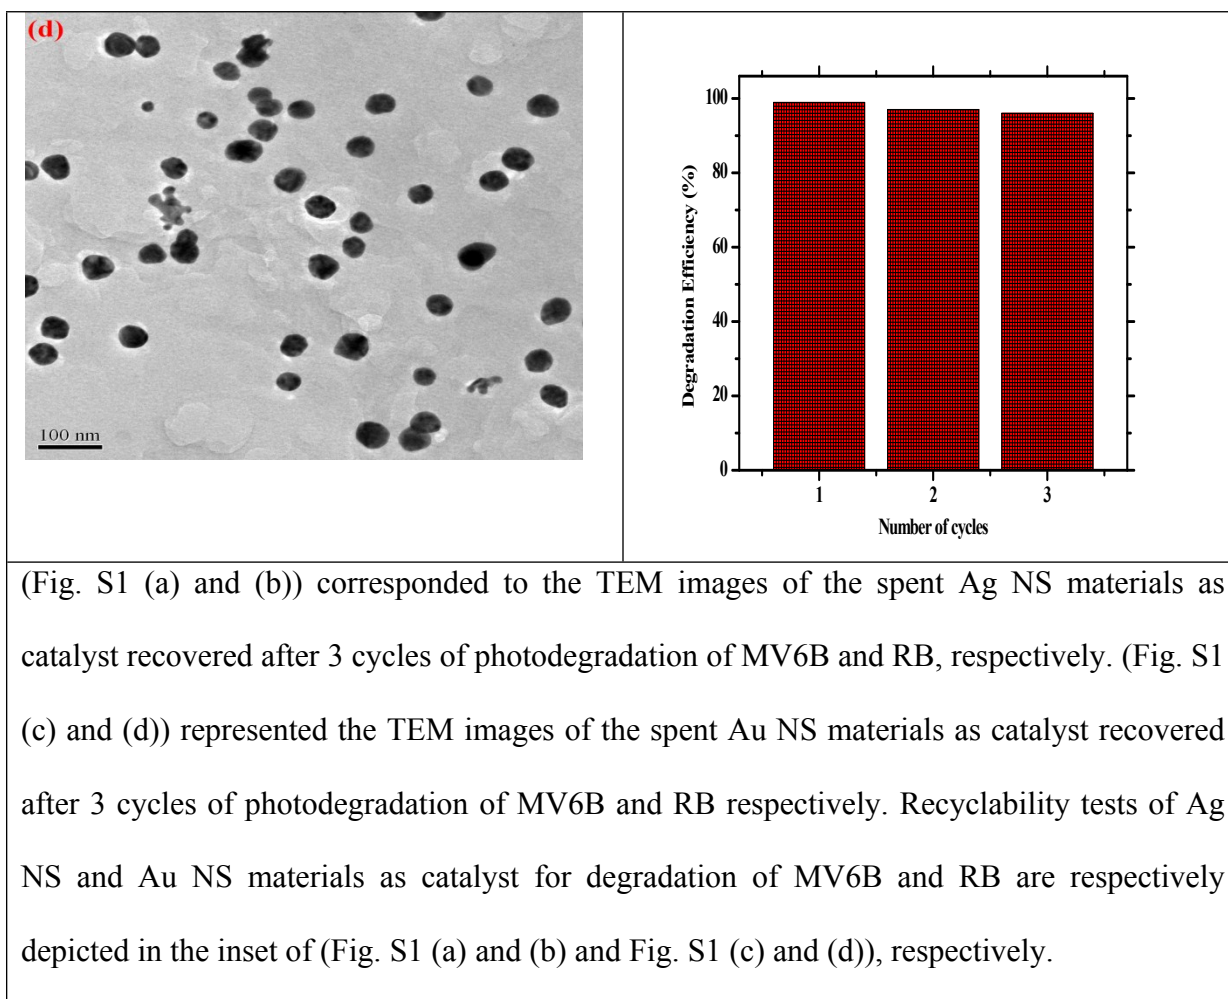 (d)
100 nm
100
80
60
40
20
0
Degradation Efficiency (%)
1 2 3
Number of cycles
(Fig. S1 (a) and (b)) corresponded to the TEM images of the spent Ag NS materials as
catalyst recovered after 3 cycles of photodegradation of MV6B and RB, respectively. (Fig. S1
(c) and (d)) represented the TEM images of the spent Au NS materials as catalyst recovered
after 3 cycles of photodegradation of MV6B and RB respectively. Recyclability tests of Ag
NS and Au NS materials as catalyst for degradation of MV6B and RB are respectively
depicted in the inset of (Fig. S1 (a) and (b) and Fig. S1 (c) and (d)), respectively.